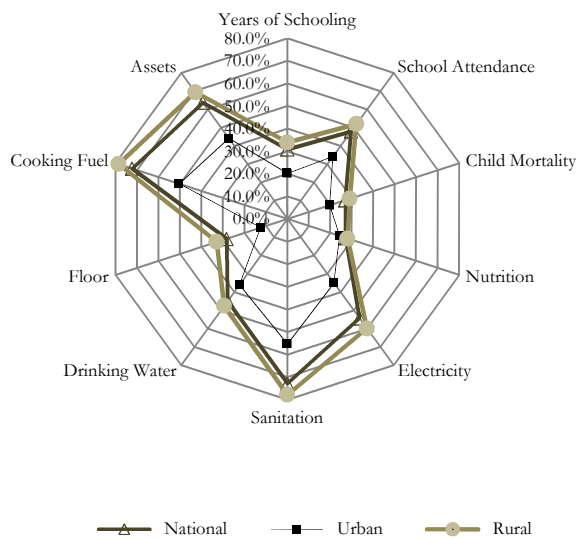 Years of Schooling
80.0%
70.0%
60.0%
50.0%
40.0%
30.0%
20.0%
10.0%
0.0%
Assets
School Attendance
Cooking Fuel
Child Mortality
Floor
Nutrition
Drinking Water
Electricity
Sanitation
National
Urban
Rural